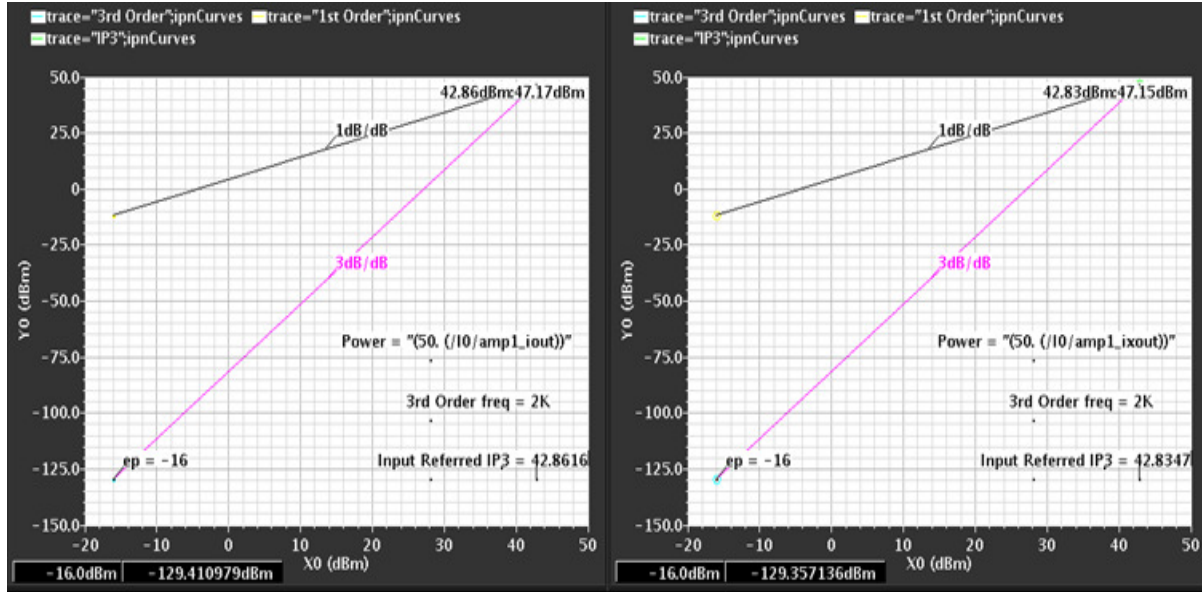 trace="3rd Order";ipnCurves trace="1st Order";ipnCurves
trace="IP3";ipnCurves
50.0
42.86dBm:47.17dBm
25.0
1dB/dB
0
-25.0
3dB/dB
-50.0
Y0 (dBm)
Power = "(50. (/I0/amp1_iout))"
-75.0
3rd Order freq = 2K
-100.0
ep = -16
Input Referred IP3 = 42.8616
-125.0
-150.0
-20 -10 0 10 20 30 40 50
X0 (dBm)
-16.0dBm -129.410979dBm
trace="3rd Order";ipnCurves trace="1st Order";ipnCurves
trace="IP3";ipnCurves
50.0
42.83dBm:47.15dBm
25.0
1dB/dB
0
-25.0
3dB/dB
-50.0
Y0 (dBm)
Power = "(50. (/I0/amp1_ixout))"
-75.0
3rd Order freq = 2K
-100.0
ep = -16
Input Referred IP3 = 42.8347
-125.0
-150.0
-20 -10 0 10 20 30 40 50
X0 (dBm)
-16.0dBm -129.357136dBm